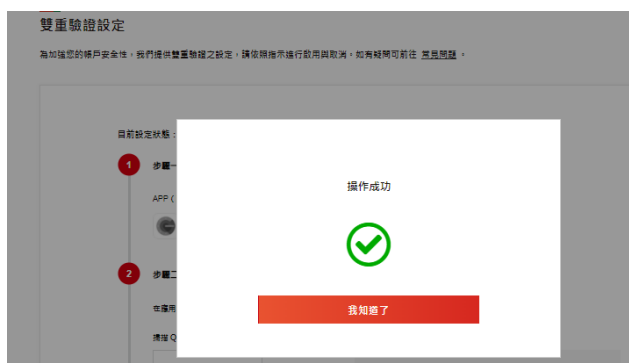 雙重驗證設定
為加強您的帳戶安全性，我們提供雙重驗證之設定，請依照指示進行啟用與取消。如有疑問可前往 常見問題 。
目前設定狀態：
1 步驟一
APP (
操作成功
2 步驟二
在應用
我知道了
請掃 Q